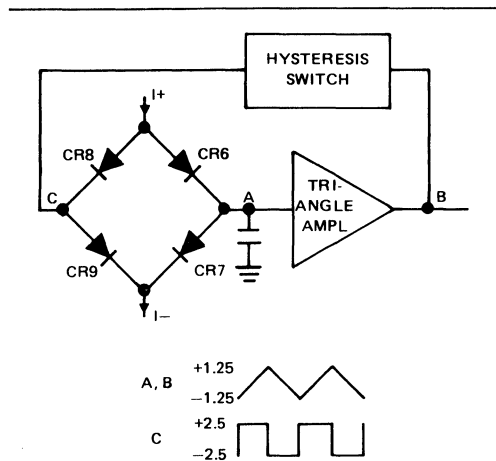 HYSTERESIS
SWITCH
I+
CR8
CR6
C
A
B
TRI-
ANGLE
AMPL
CR9
CR7
I−
A, B
+1.25
−1.25
C
+2.5
−2.5